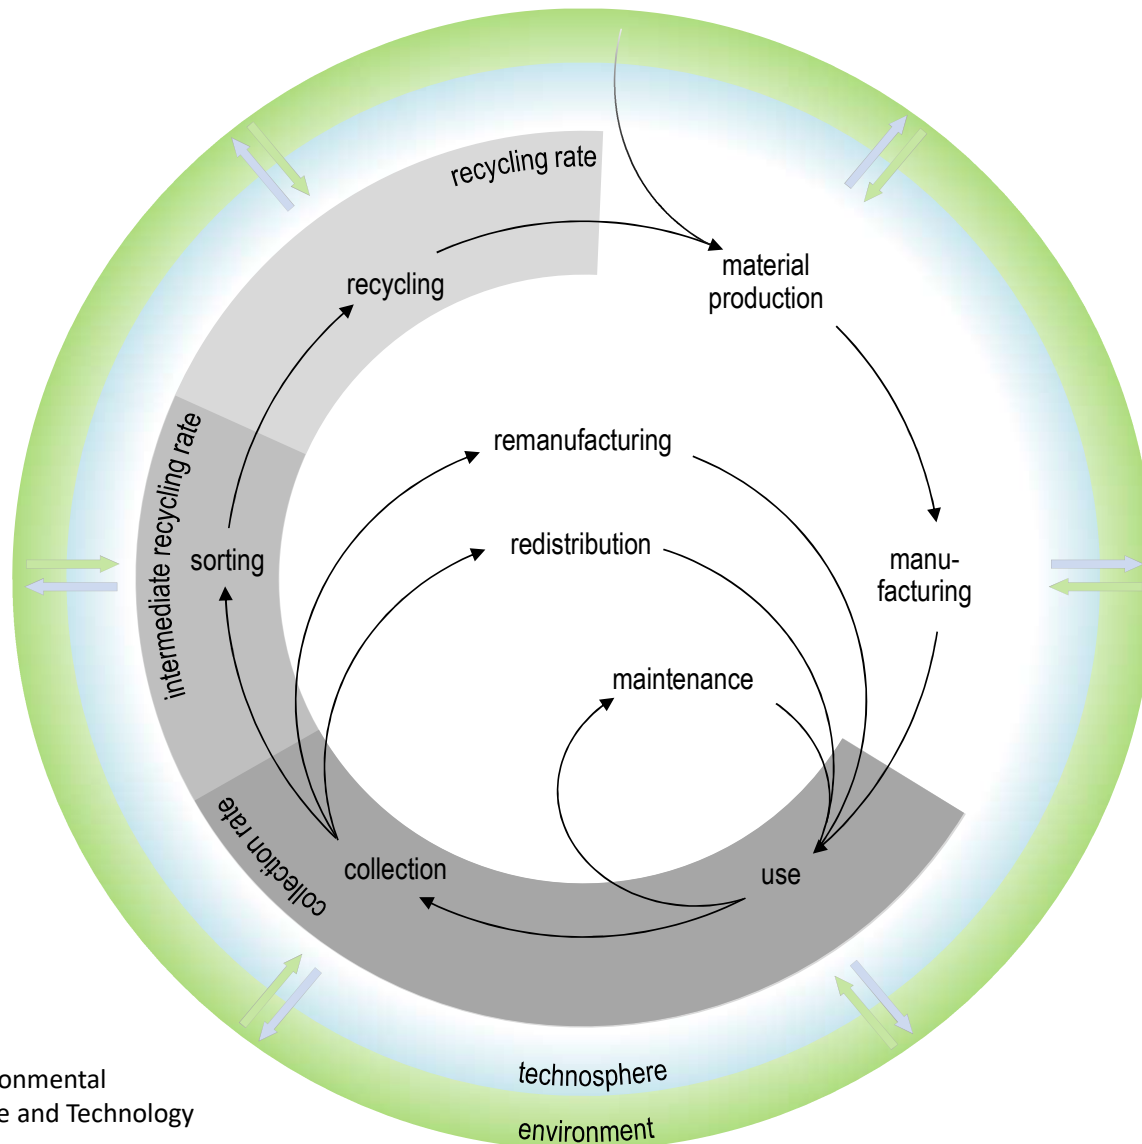 recycling rate
recycling
material
production
remanufacturing
intermediate recycling rate
redistribution
sorting
manu-
facturing
maintenance
collection rate
collection
use
technosphere
environment
onmental
e and Technology